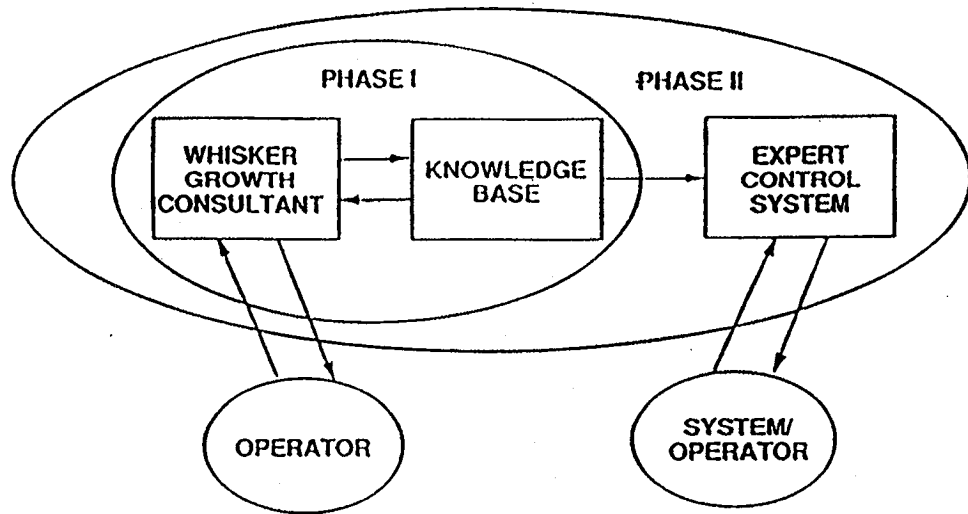 PHASE I
PHASE II
WHISKER
GROWTH
CONSULTANT
KNOWLEDGE
BASE
EXPERT
CONTROL
SYSTEM
OPERATOR
SYSTEM/
OPERATOR